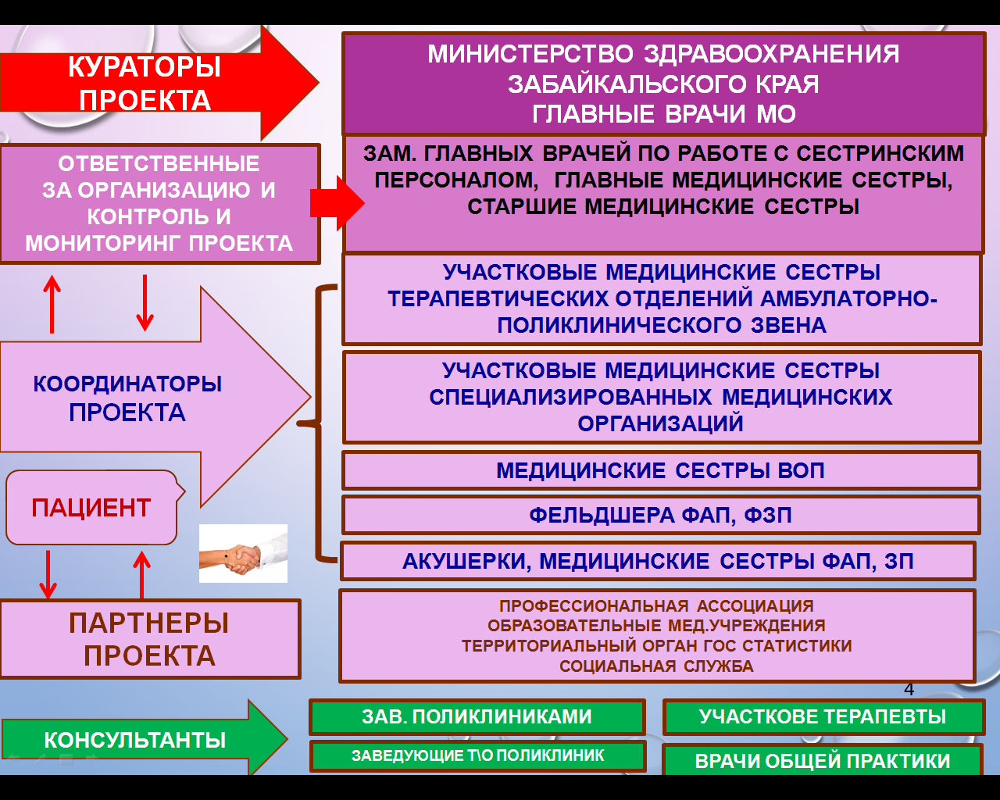 КУРАТОРЫ
ПРОЕКТА
МИНИСТЕРСТВО ЗДРАВООХРАНЕНИЯ
ЗАБАЙКАЛЬСКОГО КРАЯ
ГЛАВНЫЕ ВРАЧИ МО
ОТВЕТСТВЕННЫЕ
ЗА ОРГАНИЗАЦИЮ И
КОНТРОЛЬ И
МОНИТОРИНГ ПРОЕКТА
ЗАМ. ГЛАВНЫХ ВРАЧЕЙ ПО РАБОТЕ С СЕСТРИНСКИМ
ПЕРСОНАЛОМ, ГЛАВНЫЕ МЕДИЦИНСКИЕ СЕСТРЫ,
СТАРШИЕ МЕДИЦИНСКИЕ СЕСТРЫ
КООРДИНАТОРЫ
ПРОЕКТА
УЧАСТКОВЫЕ МЕДИЦИНСКИЕ СЕСТРЫ
ТЕРАПЕВТИЧЕСКИХ ОТДЕЛЕНИЙ АМБУЛАТОРНО-
ПОЛИКЛИНИЧЕСКОГО ЗВЕНА
УЧАСТКОВЫЕ МЕДИЦИНСКИЕ СЕСТРЫ
СПЕЦИАЛИЗИРОВАННЫХ МЕДИЦИНСКИХ
ОРГАНИЗАЦИЙ
МЕДИЦИНСКИЕ СЕСТРЫ ВОП
ФЕЛЬДШЕРА ФАП, ФЗП
АКУШЕРКИ, МЕДИЦИНСКИЕ СЕСТРЫ ФАП, ЗП
ПАЦИЕНТ
ПАРТНЕРЫ
ПРОЕКТА
ПРОФЕССИОНАЛЬНАЯ АССОЦИАЦИЯ
ОБРАЗОВАТЕЛЬНЫЕ МЕД.УЧРЕЖДЕНИЯ
ТЕРРИТОРИАЛЬНЫЙ ОРГАН ГОС СТАТИСТИКИ
СОЦИАЛЬНАЯ СЛУЖБА
4
КОНСУЛЬТАНТЫ
ЗАВ. ПОЛИКЛИНИКАМИ
УЧАСТКОВЕ ТЕРАПЕВТЫ
ЗАВЕДУЮЩИЕ Т\О ПОЛИКЛИНИК
ВРАЧИ ОБЩЕЙ ПРАКТИКИ